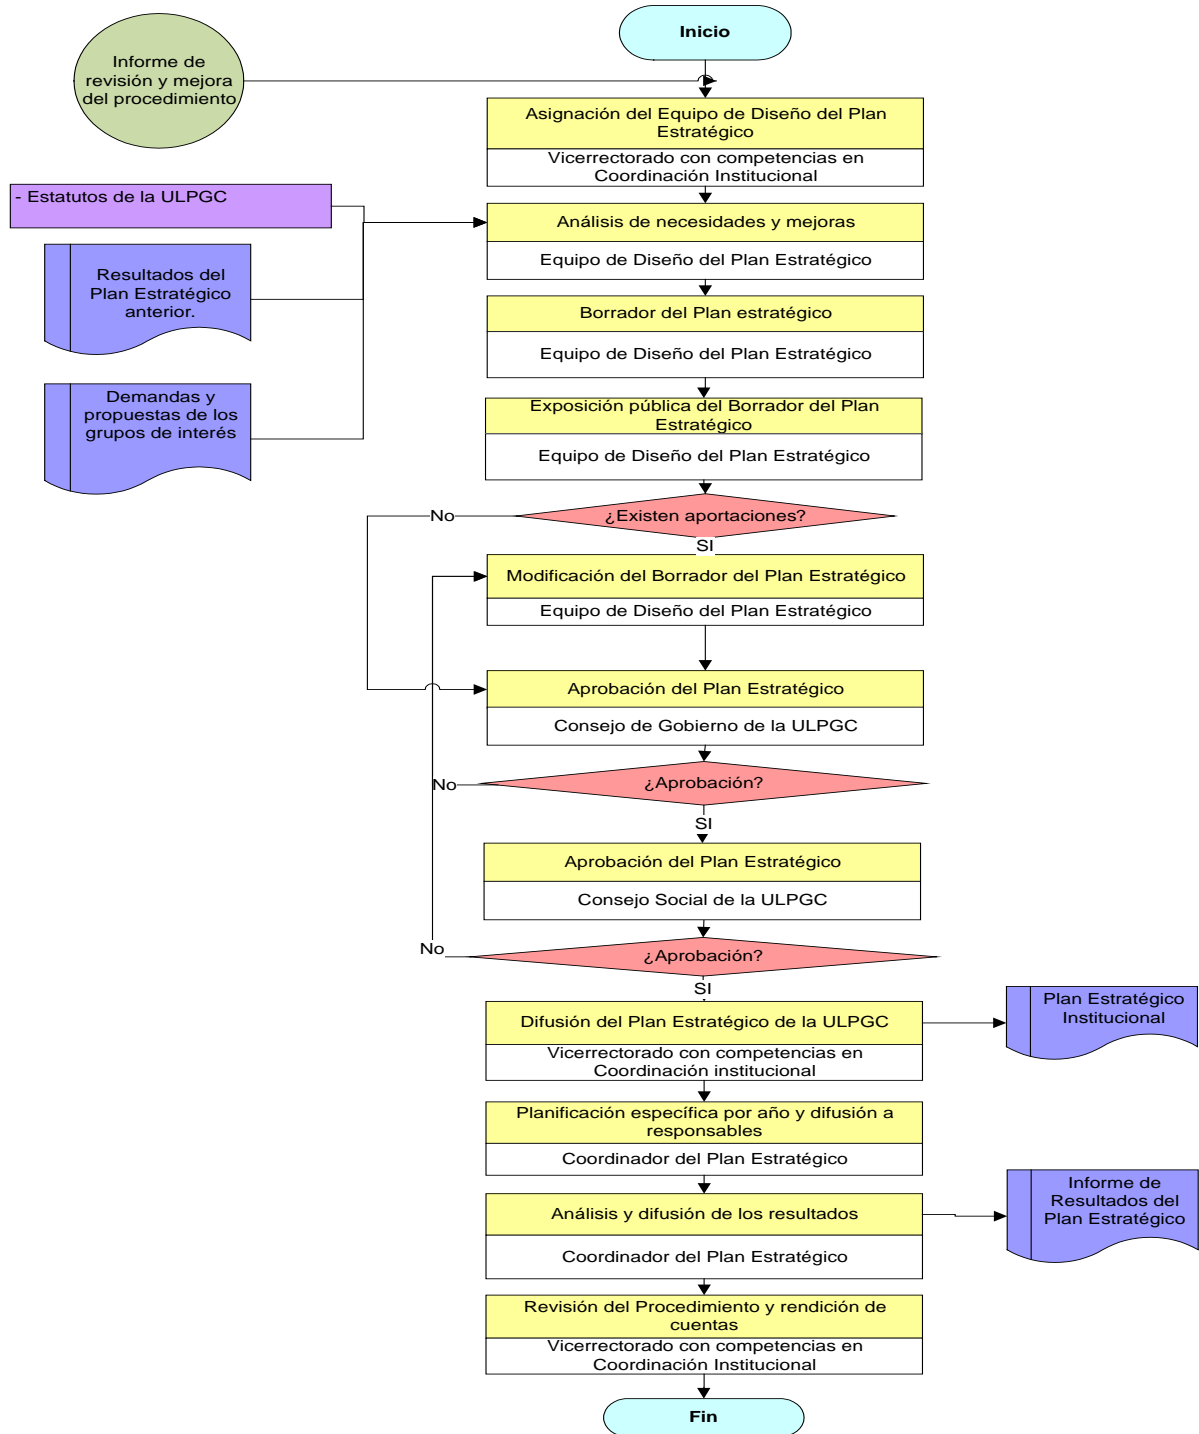 Inicio
Informe de
revisión y mejora
del procedimiento
Asignación del Equipo de Diseño del Plan
Estratégico
Vicerrectorado con competencias en
Coordinación Institucional
- Estatutos de la ULPGC
Análisis de necesidades y mejoras
Equipo de Diseño del Plan Estratégico
Resultados del
Plan Estratégico
anterior.
Borrador del Plan estratégico
Equipo de Diseño del Plan Estratégico
Demandas y
propuestas de los
grupos de interés
Exposición pública del Borrador del Plan
Estratégico
Equipo de Diseño del Plan Estratégico
No
¿Existen aportaciones?
SI
Modificación del Borrador del Plan Estratégico
Equipo de Diseño del Plan Estratégico
Aprobación del Plan Estratégico
Consejo de Gobierno de la ULPGC
No
¿Aprobación?
SI
Aprobación del Plan Estratégico
Consejo Social de la ULPGC
No
¿Aprobación?
SI
Difusión del Plan Estratégico de la ULPGC
Vicerrectorado con competencias en
Coordinación institucional
Plan Estratégico
Institucional
Planificación específica por año y difusión a
responsables
Coordinador del Plan Estratégico
Análisis y difusión de los resultados
Coordinador del Plan Estratégico
Informe de
Resultados del
Plan Estratégico
Revisión del Procedimiento y rendición de
cuentas
Vicerrectorado con competencias en
Coordinación Institucional
Fin